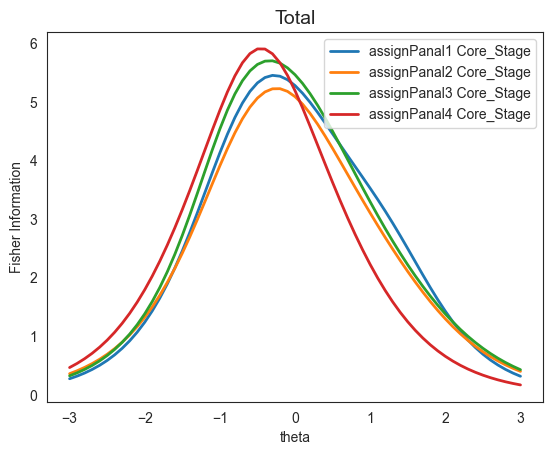 Total
assignPanal1 Core_Stage
assignPanal2 Core_Stage
assignPanal3 Core_Stage
assignPanal4 Core_Stage
Fisher Information
6
5
4
3
2
1
0
−3 −2 −1 0 1 2 3
theta